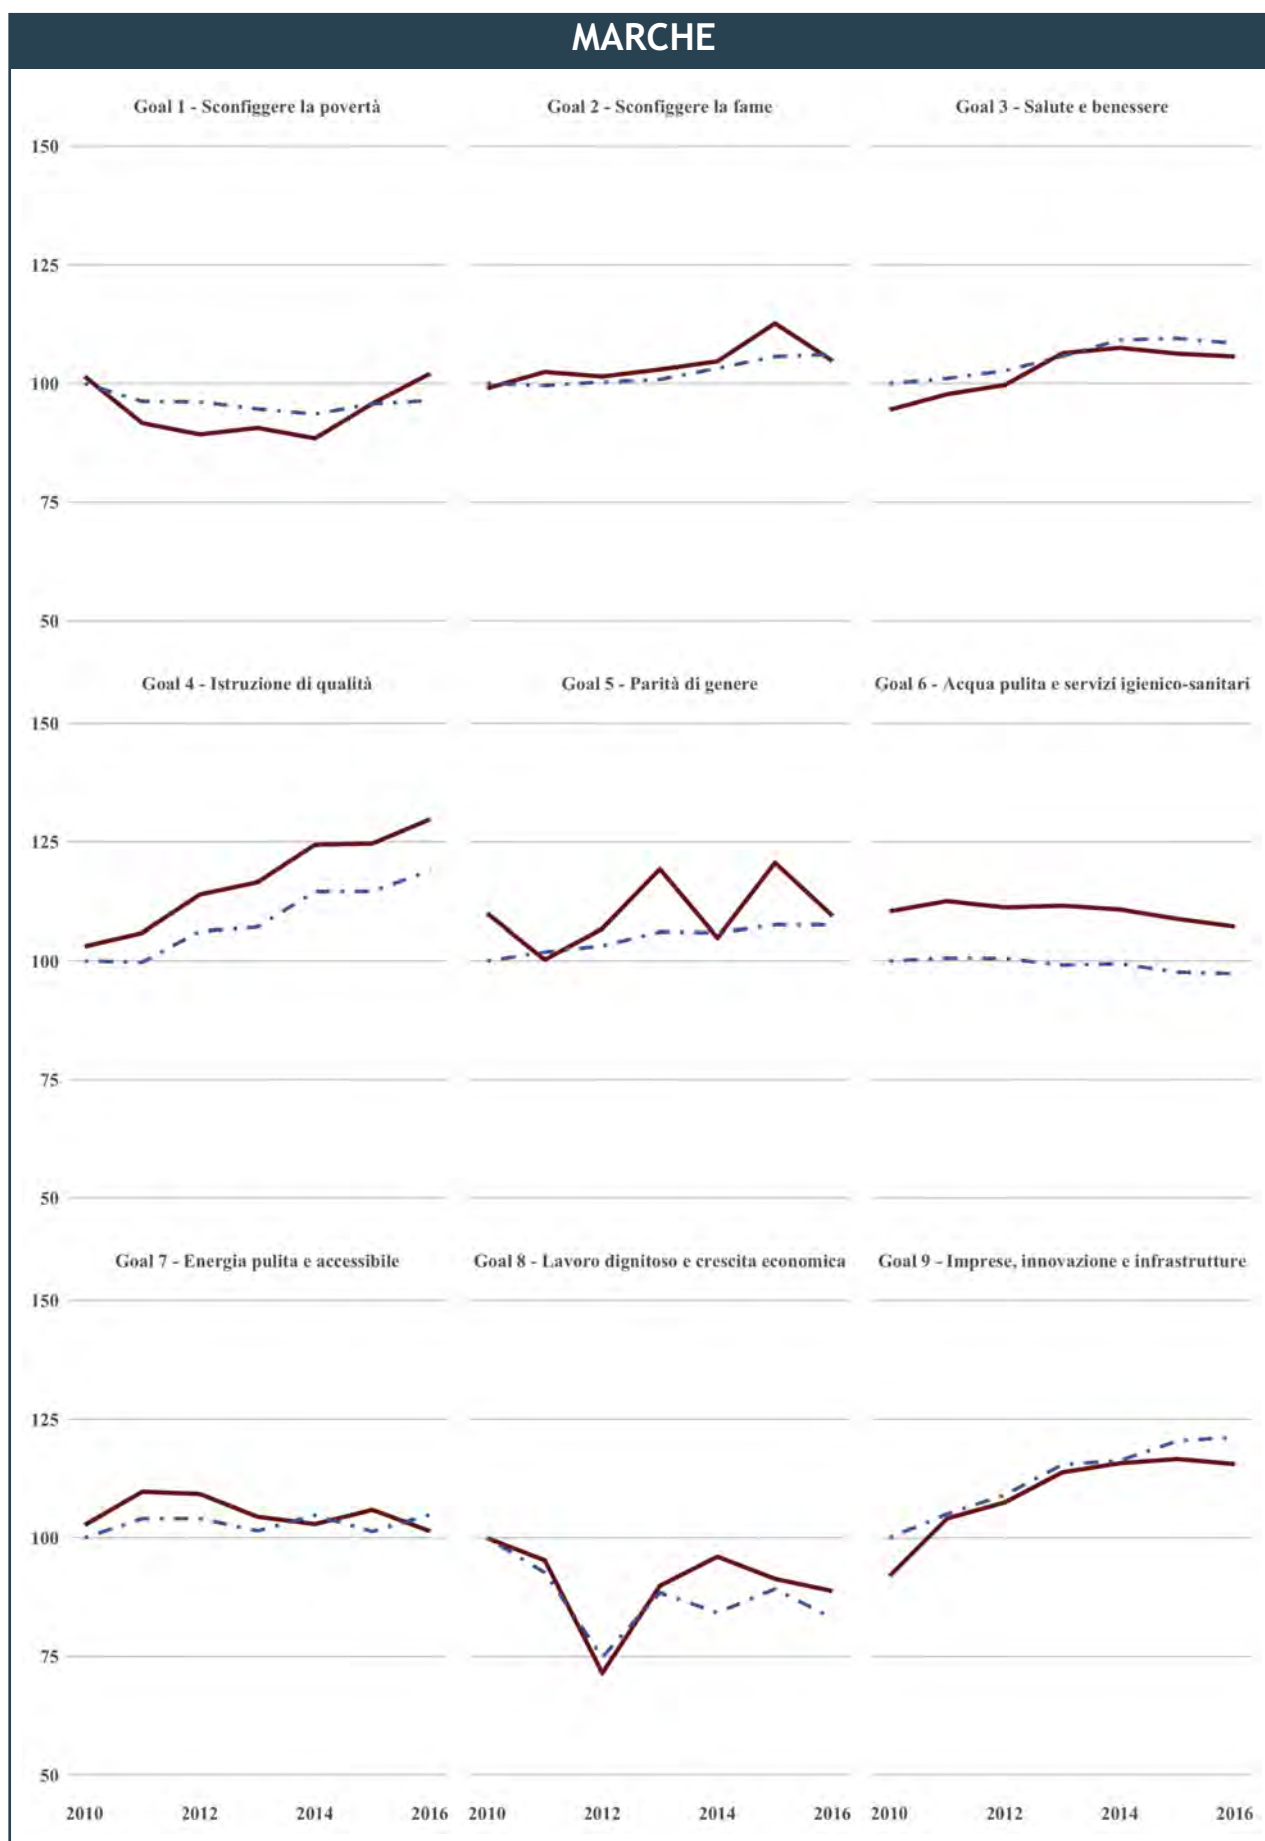 MARCHE
Goal 1 - Sconfiggere la povertà
Goal 2 - Sconfiggere la fame
Goal 3 - Salute e benessere
150
125
100
75
50
Goal 4 - Istruzione di qualità
Goal 5 - Parità di genere
Goal 6 - Acqua pulita e servizi igienico-sanitari
150
125
100
75
50
Goal 7 - Energia pulita e accessibile
Goal 8 - Lavoro dignitoso e crescita economica
Goal 9 - Imprese, innovazione e infrastrutture
150
125
100
75
50
2010 2012 2014 2016 2010 2012 2014 2016 2010 2012 2014 2016